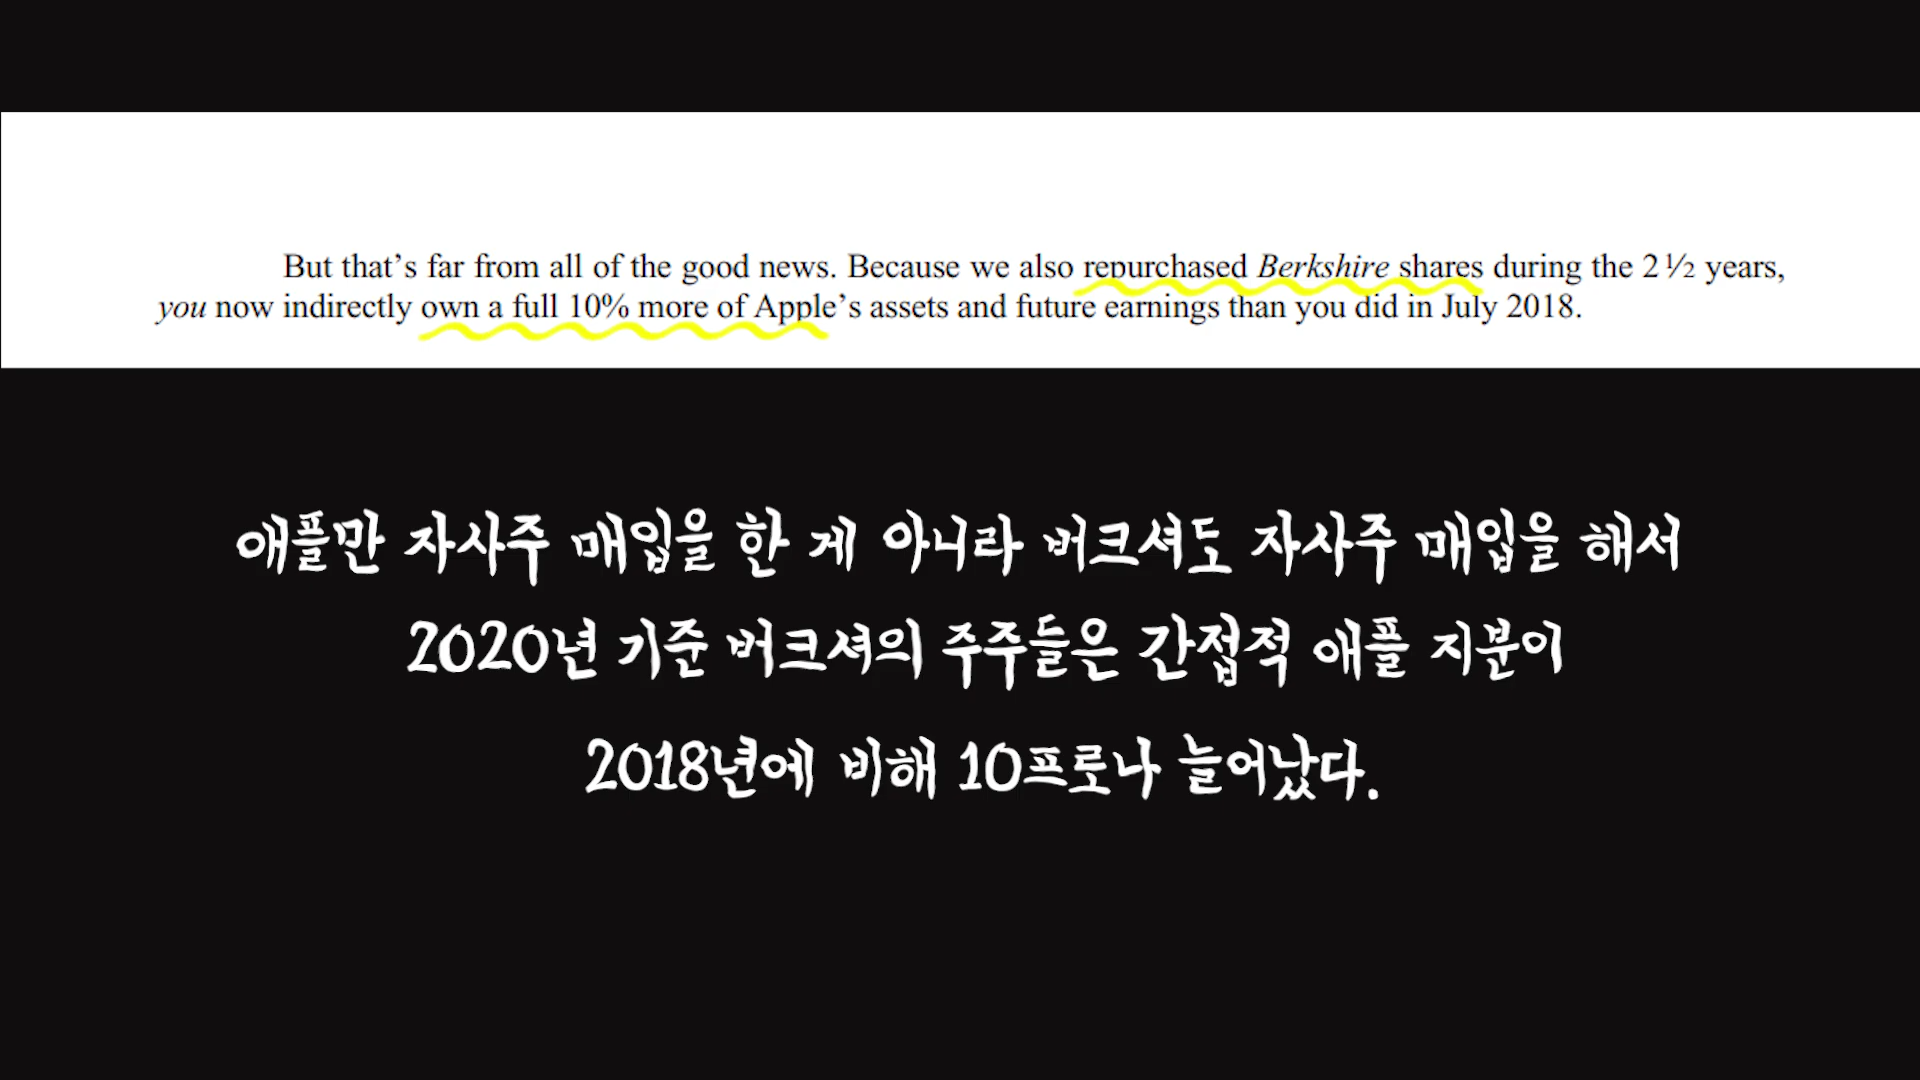 But that’s far from all of the good news. Because we also repurchased Berkshire shares during the 2 ½ years,
you now indirectly own a full 10% more of Apple’s assets and future earnings than you did in July 2018.
애플만 자사주 매입을 한 게 아니라 버크셔도 자사주 매입을 해서
2020년 기준 버크셔의 주주들은 간접적 애플 지분이
2018년에 비해 10프로나 늘어났다.